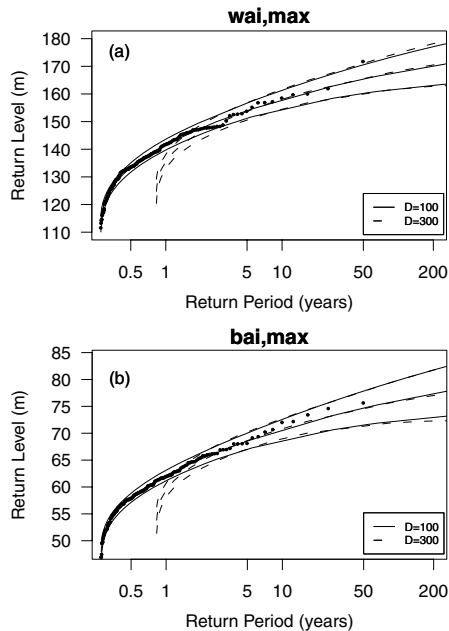 wai,max
180
(a)
170
160
150
140
130
120
110
Return Level (m)
D=100
D=300
0.5 1 5 10 50 200
Return Period (years)
bai,max
85
(b)
80
75
70
65
60
55
50
Return Level (m)
D=100
D=300
0.5 1 5 10 50 200
Return Period (years)